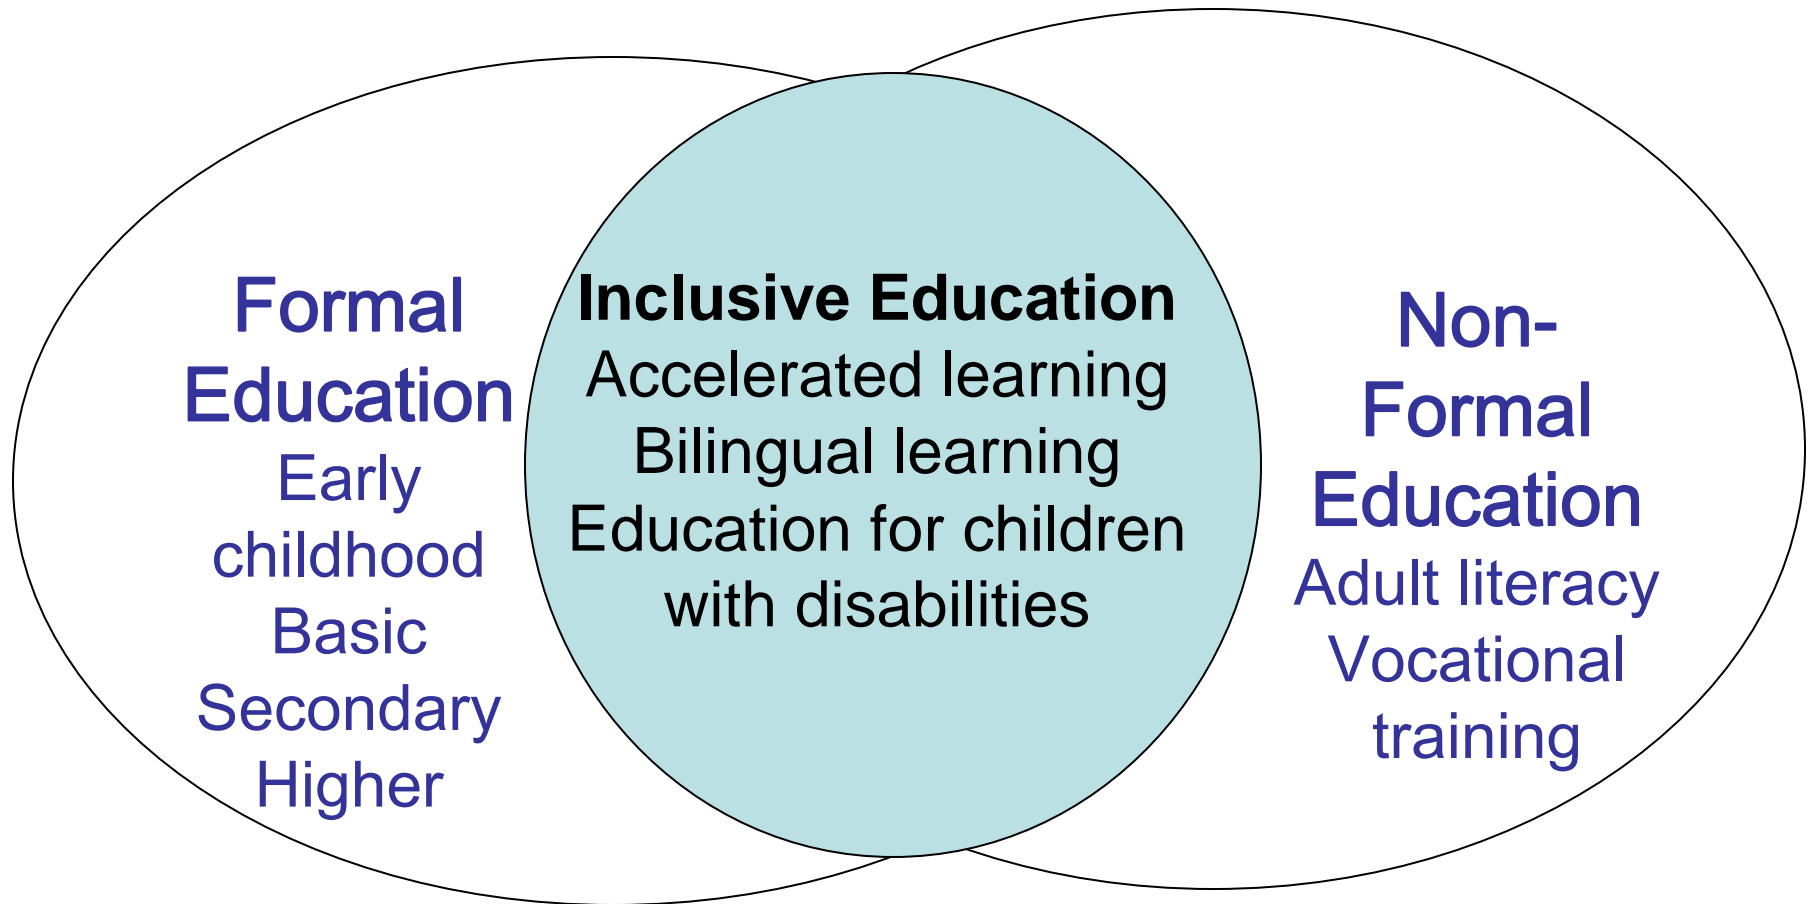 Formal
Education
Early
childhood
Basic
Secondary
Higher
Inclusive Education
Accelerated learning
Bilingual learning
Education for children
with disabilities
Non-
Formal
Education
Adult literacy
Vocational
training